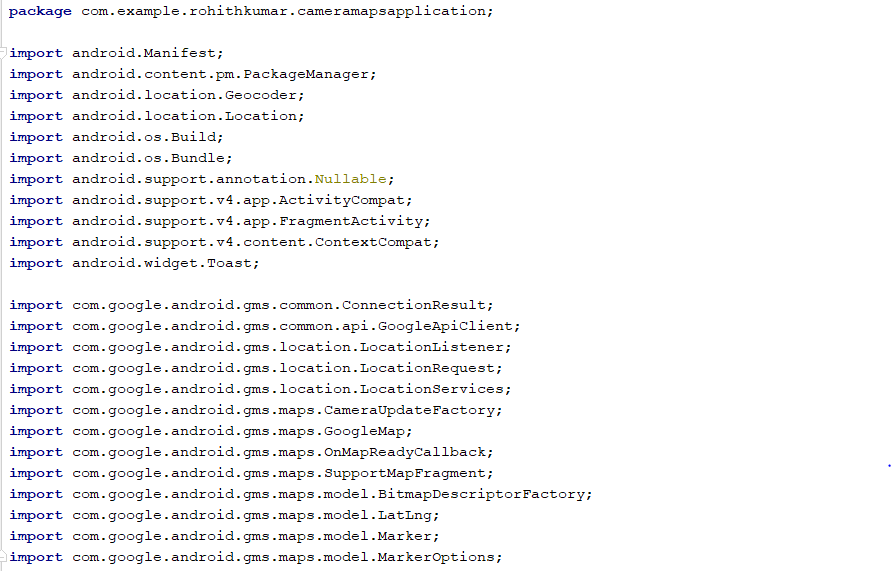 package com.example.rohithkumar.cameramapsapplication;
import android.Manifest;
import android.content.pm.PackageManager;
import android.location.Geocoder;
import android.location.Location;
import android.os.Build;
import android.os.Bundle;
import android.support.annotation.Nullable;
import android.support.v4.app.ActivityCompat;
import android.support.v4.app.FragmentActivity;
import android.support.v4.content.ContextCompat;
import android.widget.Toast;
import com.google.android.gms.common.ConnectionResult;
import com.google.android.gms.common.api.GoogleApiClient;
import com.google.android.gms.location.LocationListener;
import com.google.android.gms.location.LocationRequest;
import com.google.android.gms.location.LocationServices;
import com.google.android.gms.maps.CameraUpdateFactory;
import com.google.android.gms.maps.GoogleMap;
import com.google.android.gms.maps.OnMapReadyCallback;
import com.google.android.gms.maps.SupportMapFragment;
import com.google.android.gms.maps.model.BitmapDescriptorFactory;
import com.google.android.gms.maps.model.LatLng;
import com.google.android.gms.maps.model.Marker;
import com.google.android.gms.maps.model.MarkerOptions;